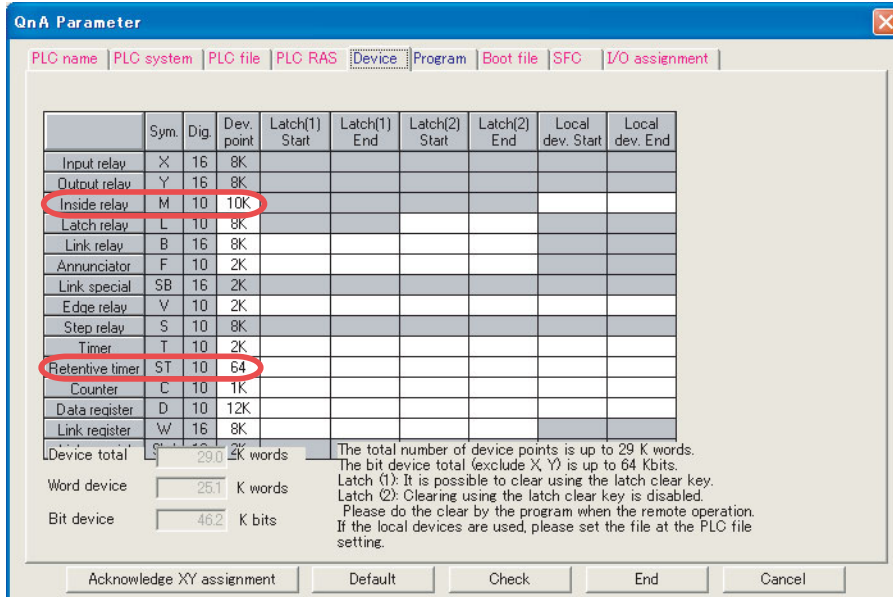 QnA Parameter
PLC name PLC system PLC file PLC RAS Device Program Boot file SFC I/O assignment
Sym. Dig. Dev. point Latch(1) Start Latch(1) End Latch(2) Start Latch(2) End Local dev. Start Local dev. End
Input relay X 16 8K
Output relay Y 16 8K
Inside relay M 10 10K
Latch relay L 10 8K
Link relay B 16 8K
Annunciator F 10 2K
Link special SB 16 2K
Edge relay V 10 2K
Step relay S 10 8K
Timer T 10 2K
Retentive timer ST 10 64
Counter C 10 1K
Data register D 10 12K
Link register W 16 8K
2K
Device total 29.0 K words
Word device 25.1 K words
Bit device 46.2 K bits
The total number of device points is up to 29 K words.
The bit device total (exclude X, Y) is up to 64 Kbits.
Latch (1): It is possible to clear using the latch clear key.
Latch (2): Clearing using the latch clear key is disabled.
Please do the clear by the program when the remote operation.
If the local devices are used, please set the file at the PLC file
setting.
Acknowledge XY assignment Default Check End Cancel